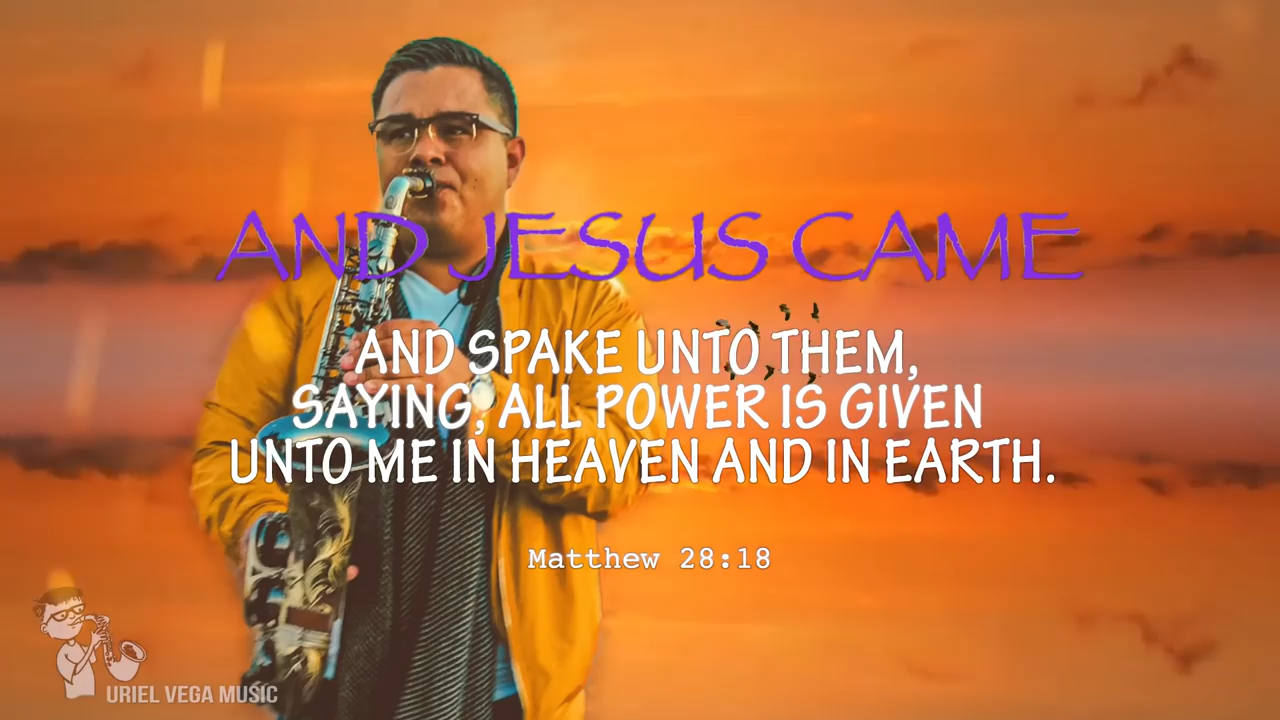 AND JESUS CAME
AND SPAKE UNTO THEM,
SAYING, ALL POWER IS GIVEN
UNTO ME IN HEAVEN AND IN EARTH.
Matthew 28:18
URIEL VEGA MUSIC